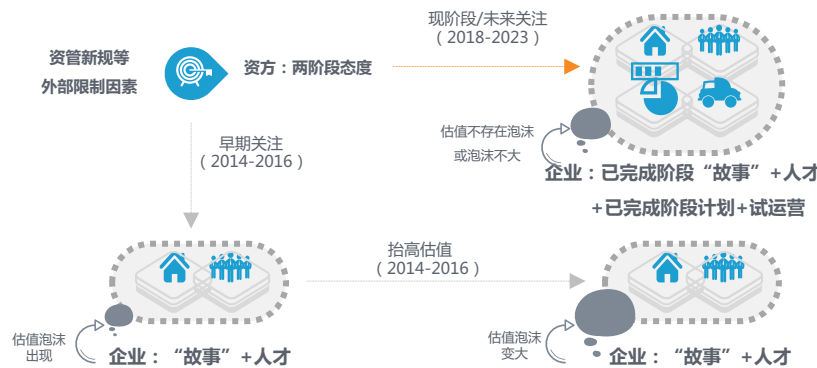 现阶段/未来关注
（2018-2023）
资管新规等
外部限制因素
资方：两阶段态度
估值不存在泡沫
或泡沫不大
企业：已完成阶段“故事”+人才
+已完成阶段计划+试运营
早期关注
（2014-2016）
抬高估值
（2014-2016）
估值泡沫
出现
企业：“故事”+人才
估值泡沫
变大
企业：“故事”+人才